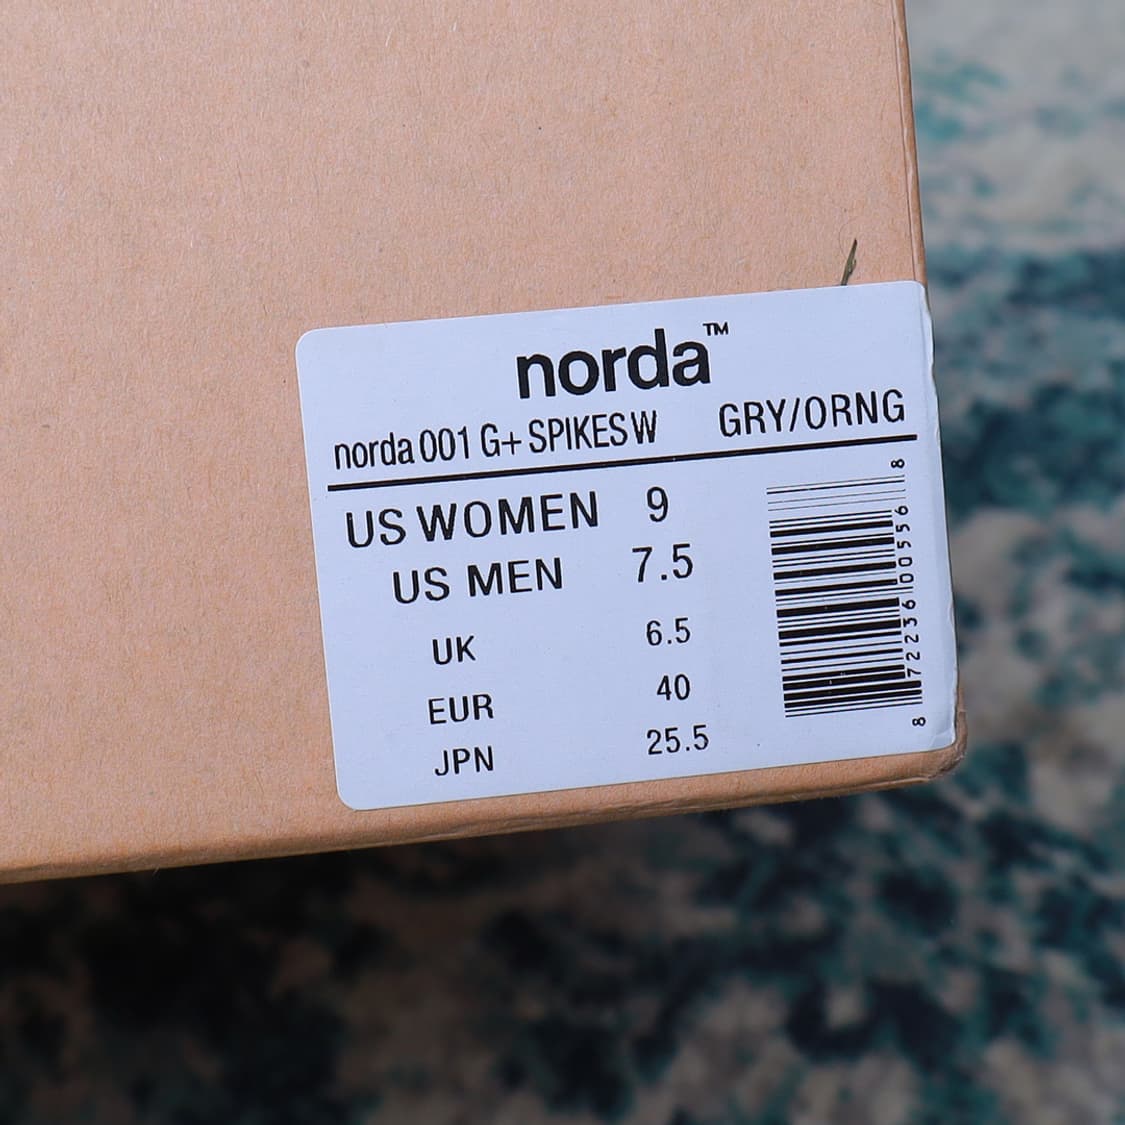 norda™
norda 001 G+ SPIKES W GRY/ORNG
US WOMEN 9
US MEN 7.5
UK 6.5
EUR 40
JPN 25.5
8 72236 00556 8